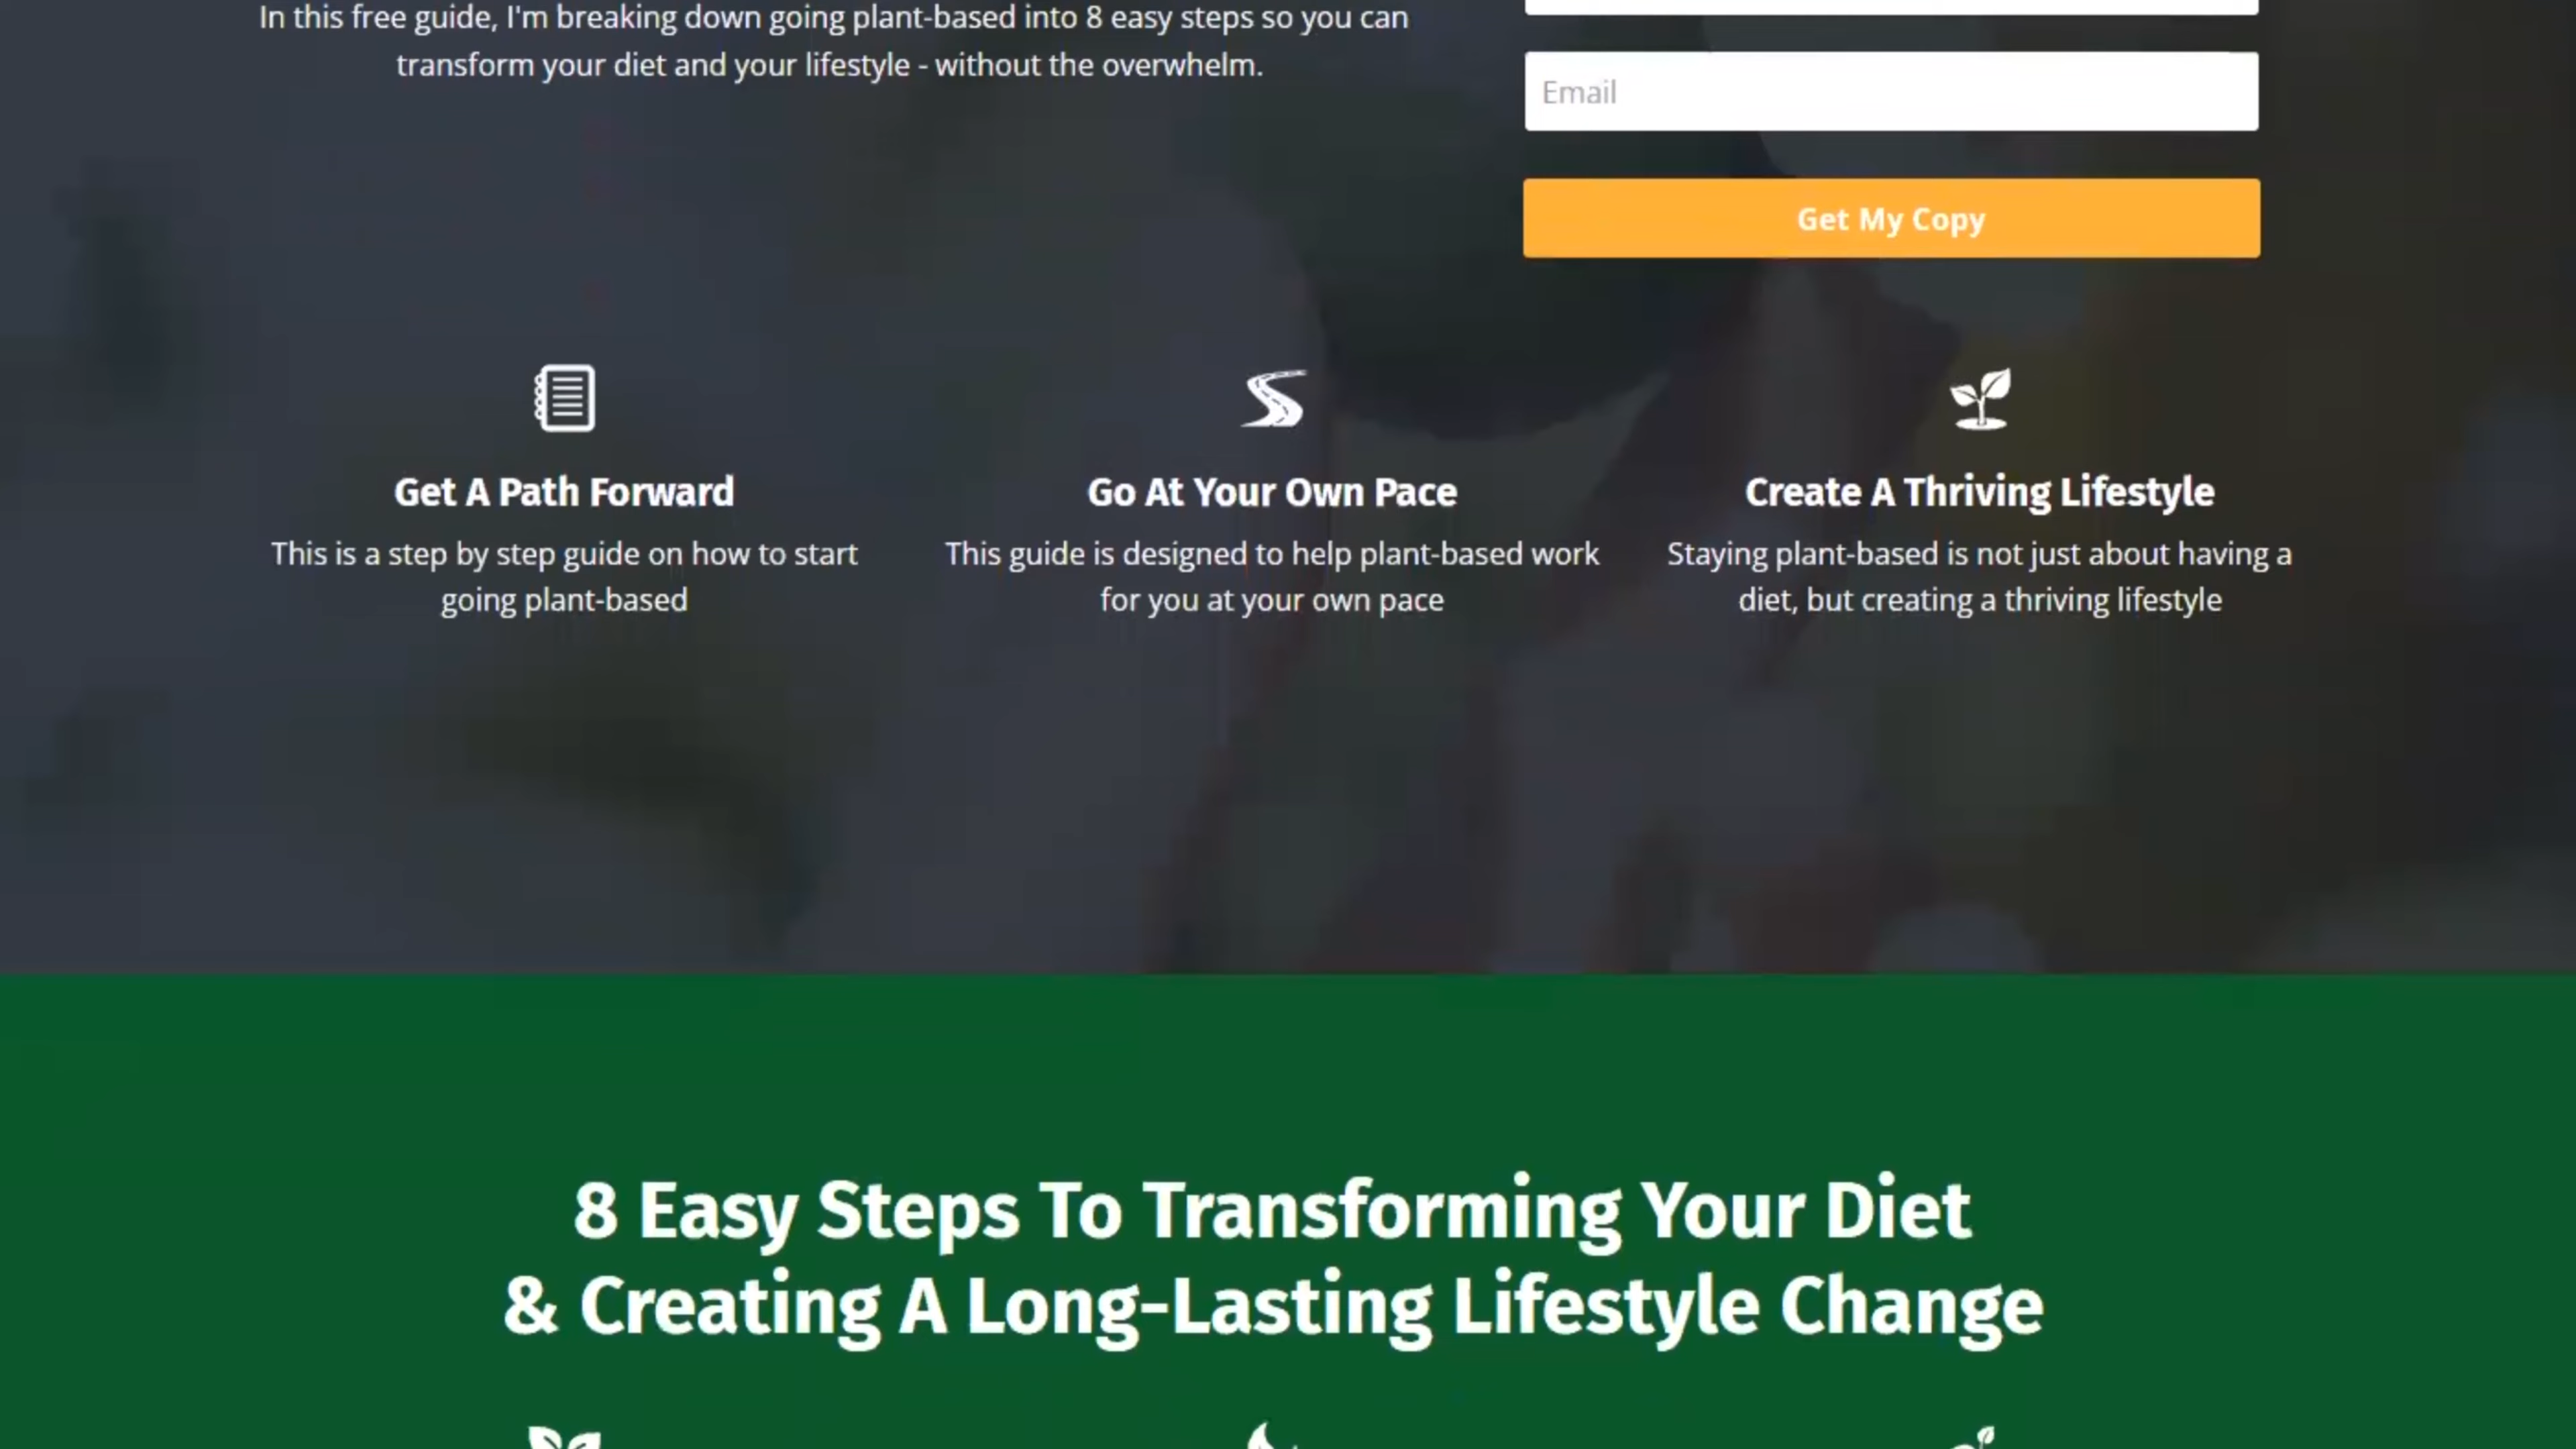 In this free guide, I'm breaking down going plant-based into 8 easy steps so you can
transform your diet and your lifestyle - without the overwhelm.
Email
Get My Copy
Get A Path Forward
This is a step by step guide on how to start
going plant-based
Go At Your Own Pace
This guide is designed to help plant-based work
for you at your own pace
Create A Thriving Lifestyle
Staying plant-based is not just about having a
diet, but creating a thriving lifestyle
8 Easy Steps To Transforming Your Diet
& Creating A Long-Lasting Lifestyle Change